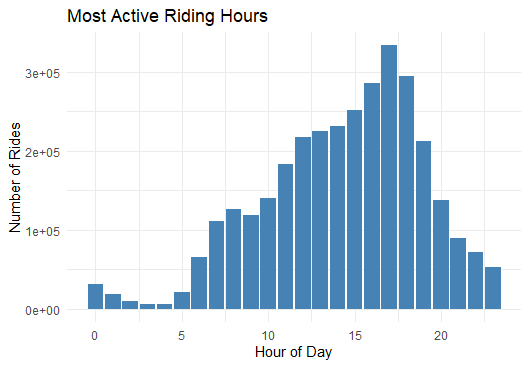 Most Active Riding Hours
Number of Rides
3e+05
2e+05
1e+05
0e+00
0 5 10 15 20
Hour of Day